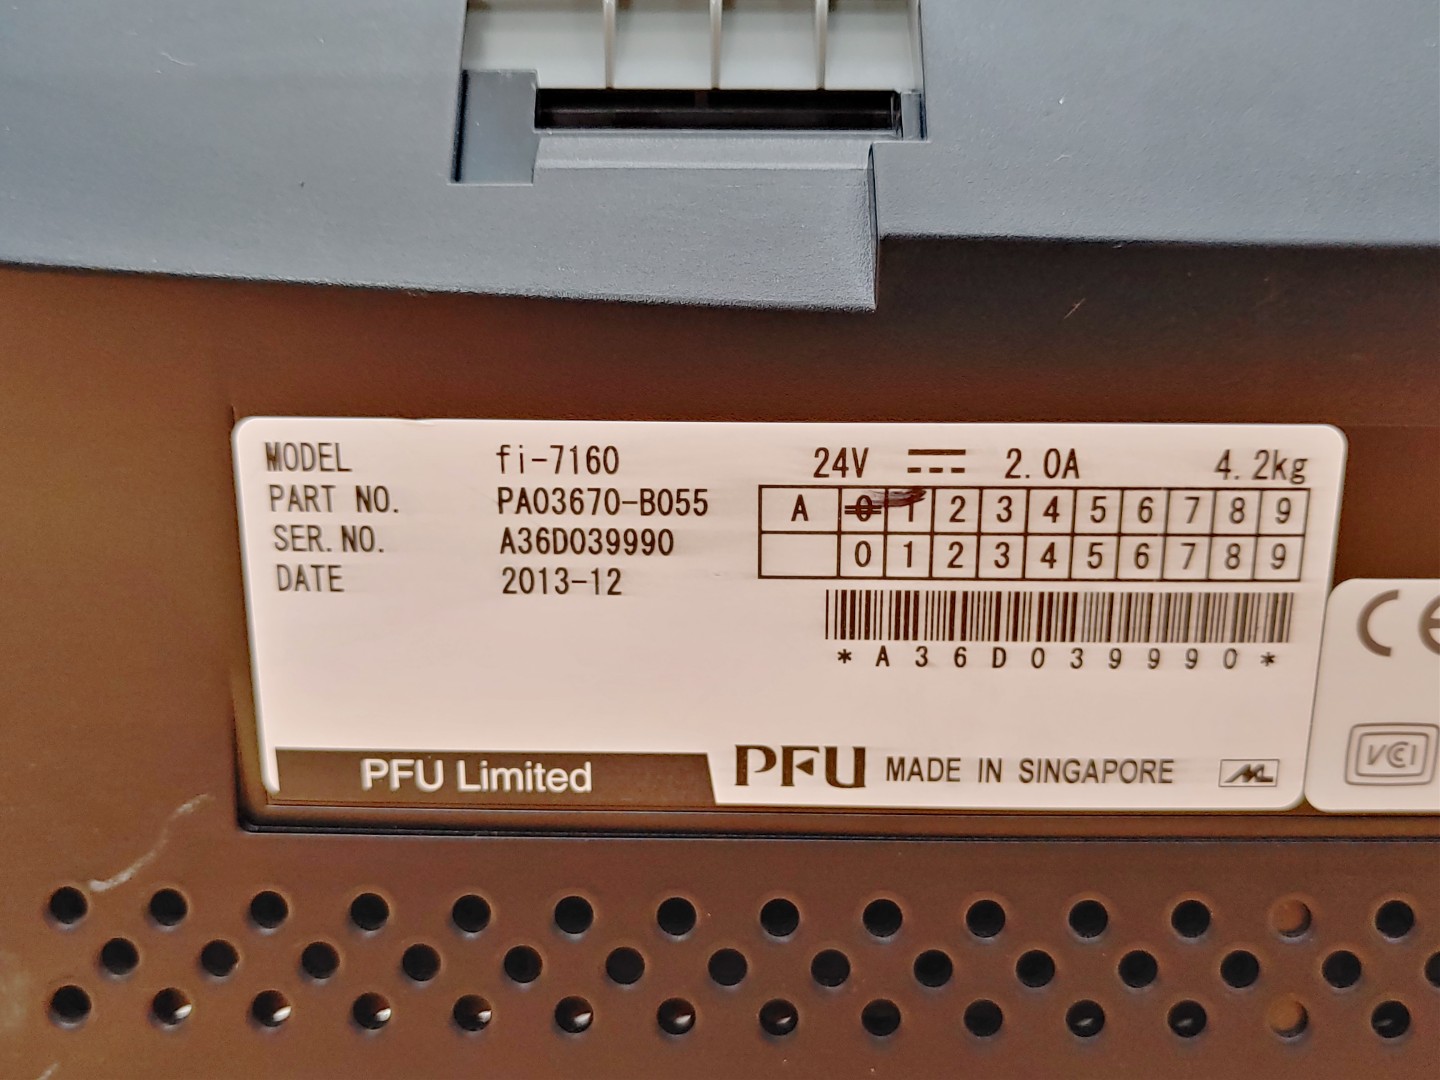 MODEL fi-7160 24V 2.0A 4.2kg
PART NO. PA03670-B055 A 0 1 2 3 4 5 6 7 8 9
SER. NO. A36D039990 0 1 2 3 4 5 6 7 8 9
DATE 2013-12
*A36D039990*
PFU Limited PFU MADE IN SINGAPORE
CE
VCI